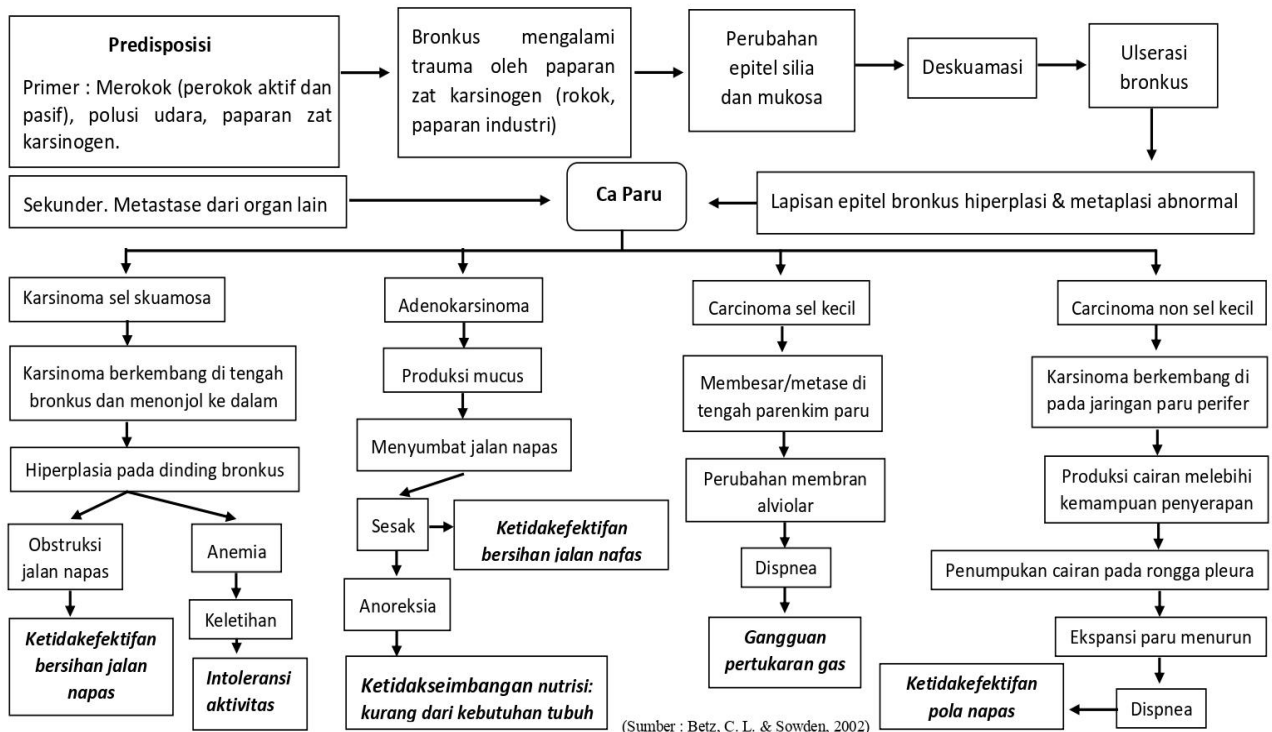 Predisposisi
Primer : Merokok (perokok aktif dan
pasif), polusi udara, paparan zat
karsinogen.
Bronkus mengalami
trauma oleh paparan
zat karsinogen (rokok,
paparan industri)
Perubahan
epitel silia
dan mukosa
Deskuamasi
Ulserasi
bronkus
Sekunder. Metastase dari organ lain
Ca Paru
Lapisan epitel bronkus hiperplasi & metaplasi abnormal
Karsinoma sel skuamosa
Karsinoma berkembang di tengah
bronkus dan menonjol ke dalam
Hiperplasia pada dinding bronkus
Obstruksi
jalan napas
Ketidakefektifan
bersihan jalan
napas
Anemia
Keletihan
Intoleransi
aktivitas
Adenokarsinoma
Produksi mucus
Menyumbat jalan napas
Sesak
Ketidakefektifan
bersihan jalan nafas
Anoreksia
Ketidakseimbangan nutrisi:
kurang dari kebutuhan tubuh
Carcinoma sel kecil
Membesar/metase di
tengah parenkim paru
Perubahan membran
alviolar
Dispnea
Gangguan
pertukaran gas
Carcinoma non sel kecil
Karsinoma berkembang di
pada jaringan paru perifer
Produksi cairan melebihi
kemampuan penyerapan
Penumpukan cairan pada rongga pleura
Ekspansi paru menurun
Dispnea
Ketidakefektifan
pola napas
(Sumber : Betz, C. L. & Sowden, 2002)